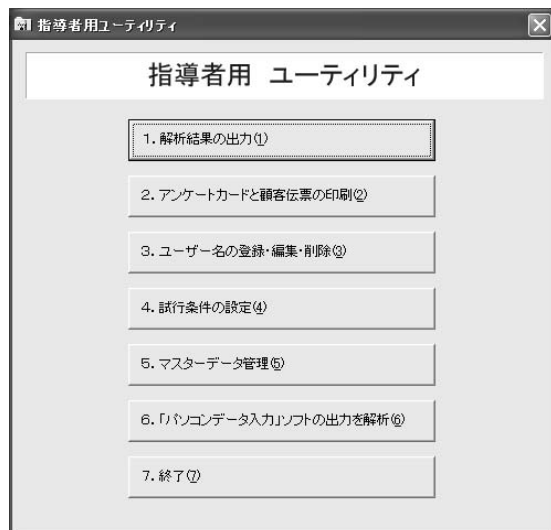 指導者用ユーティリティ
指導者用 ユーティリティ
1.解析結果の出力(1)
2.アンケートカードと顧客伝票の印刷(2)
3.ユーザー名の登録・編集・削除(3)
4.試行条件の設定(4)
5.マスターデータ管理(5)
6.「パソコンデータ入力」ソフトの出力を解析(6)
7.終了(7)